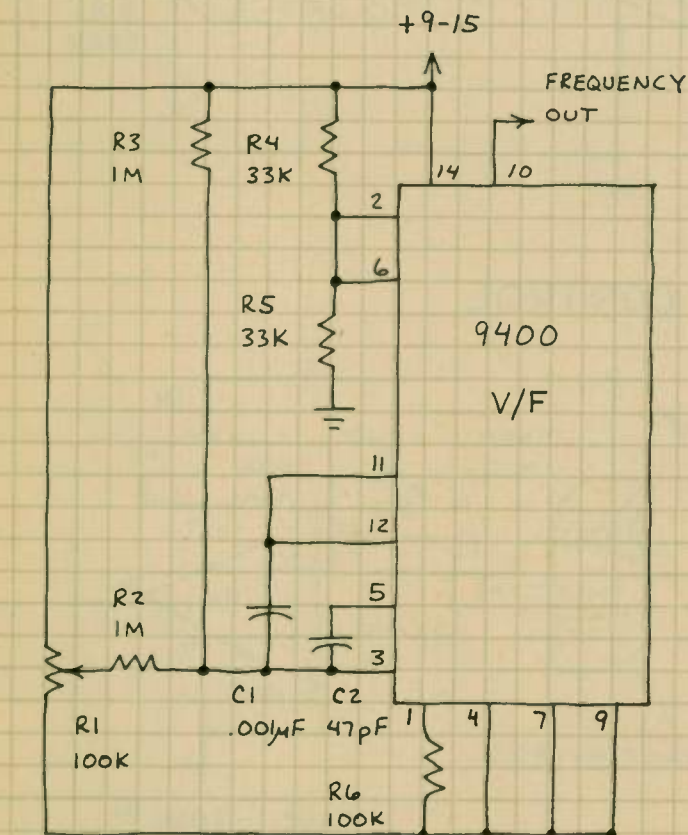 +9-15
FREQUENCY
OUT
R3
1M
R4
33K
14
10
2
6
R5
33K
9400
V/F
11
12
5
3
R2
1M
R1
100K
C1
.001µF
C2
47pF
1
4
7
9
R6
100K